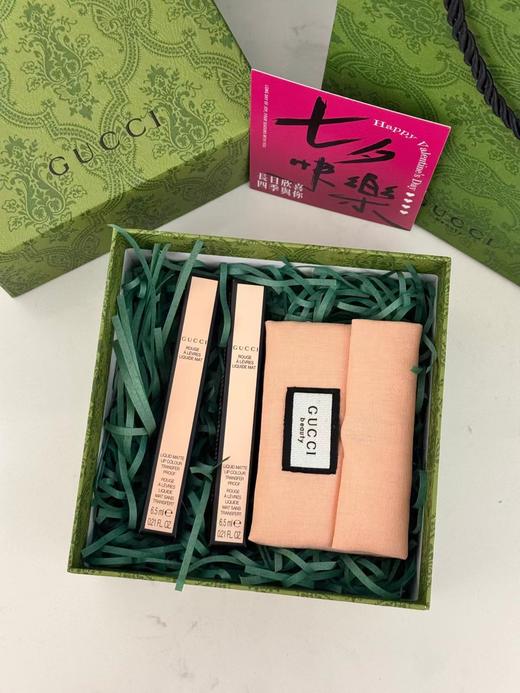 GUCCI
七夕
快樂
Happy Valentine's Day
長日欣喜
四季與你
GUCCI
GUCCI
ROUGE
À LÈVRES
LIQUIDE MAT
LIQUID MATTE
LIP COLOUR
TRANSFER
PROOF
ROUGE
À LÈVRES
LIQUIDE
MAT SANS
TRANSFERT
6.5 ml ℮
0.21 FL. OZ.
GUCCI
ROUGE
À LÈVRES
LIQUIDE MAT
LIQUID MATTE
LIP COLOUR
TRANSFER
PROOF
ROUGE
À LÈVRES
LIQUIDE
MAT SANS
TRANSFERT
6.5 ml ℮
0.21 FL. OZ.
GUCCI
beauty